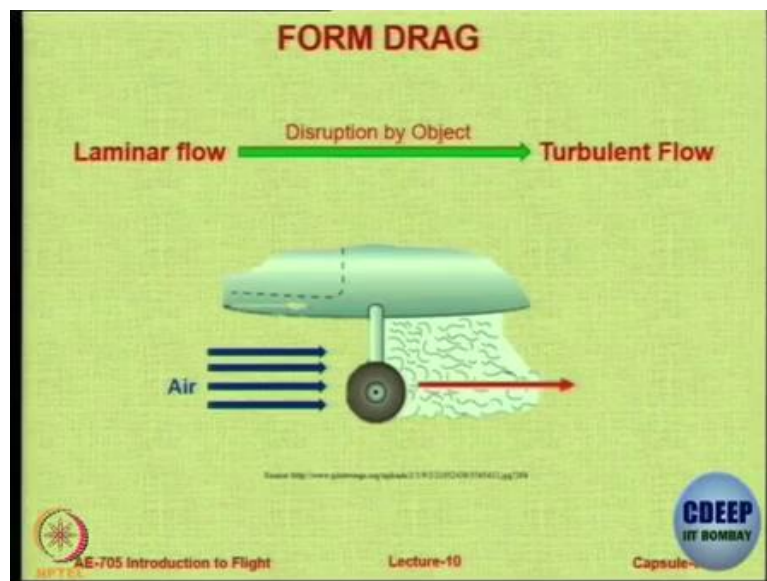 FORM DRAG
Disruption by Object
Laminar flow
Turbulent Flow
Air
CDEEP
IIT BOMBAY
NPTEL
AE-705 Introduction to Flight
Lecture-10